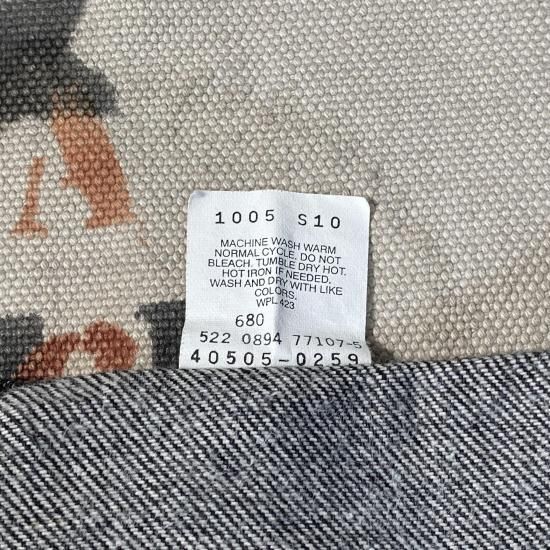 1005 S10
MACHINE WASH WARM
NORMAL CYCLE. DO NOT
BLEACH. TUMBLE DRY HOT.
HOT IRON IF NEEDED.
WASH AND DRY WITH LIKE
COLORS.
WPL 423
680
522 0894 77107-5
40505-0259